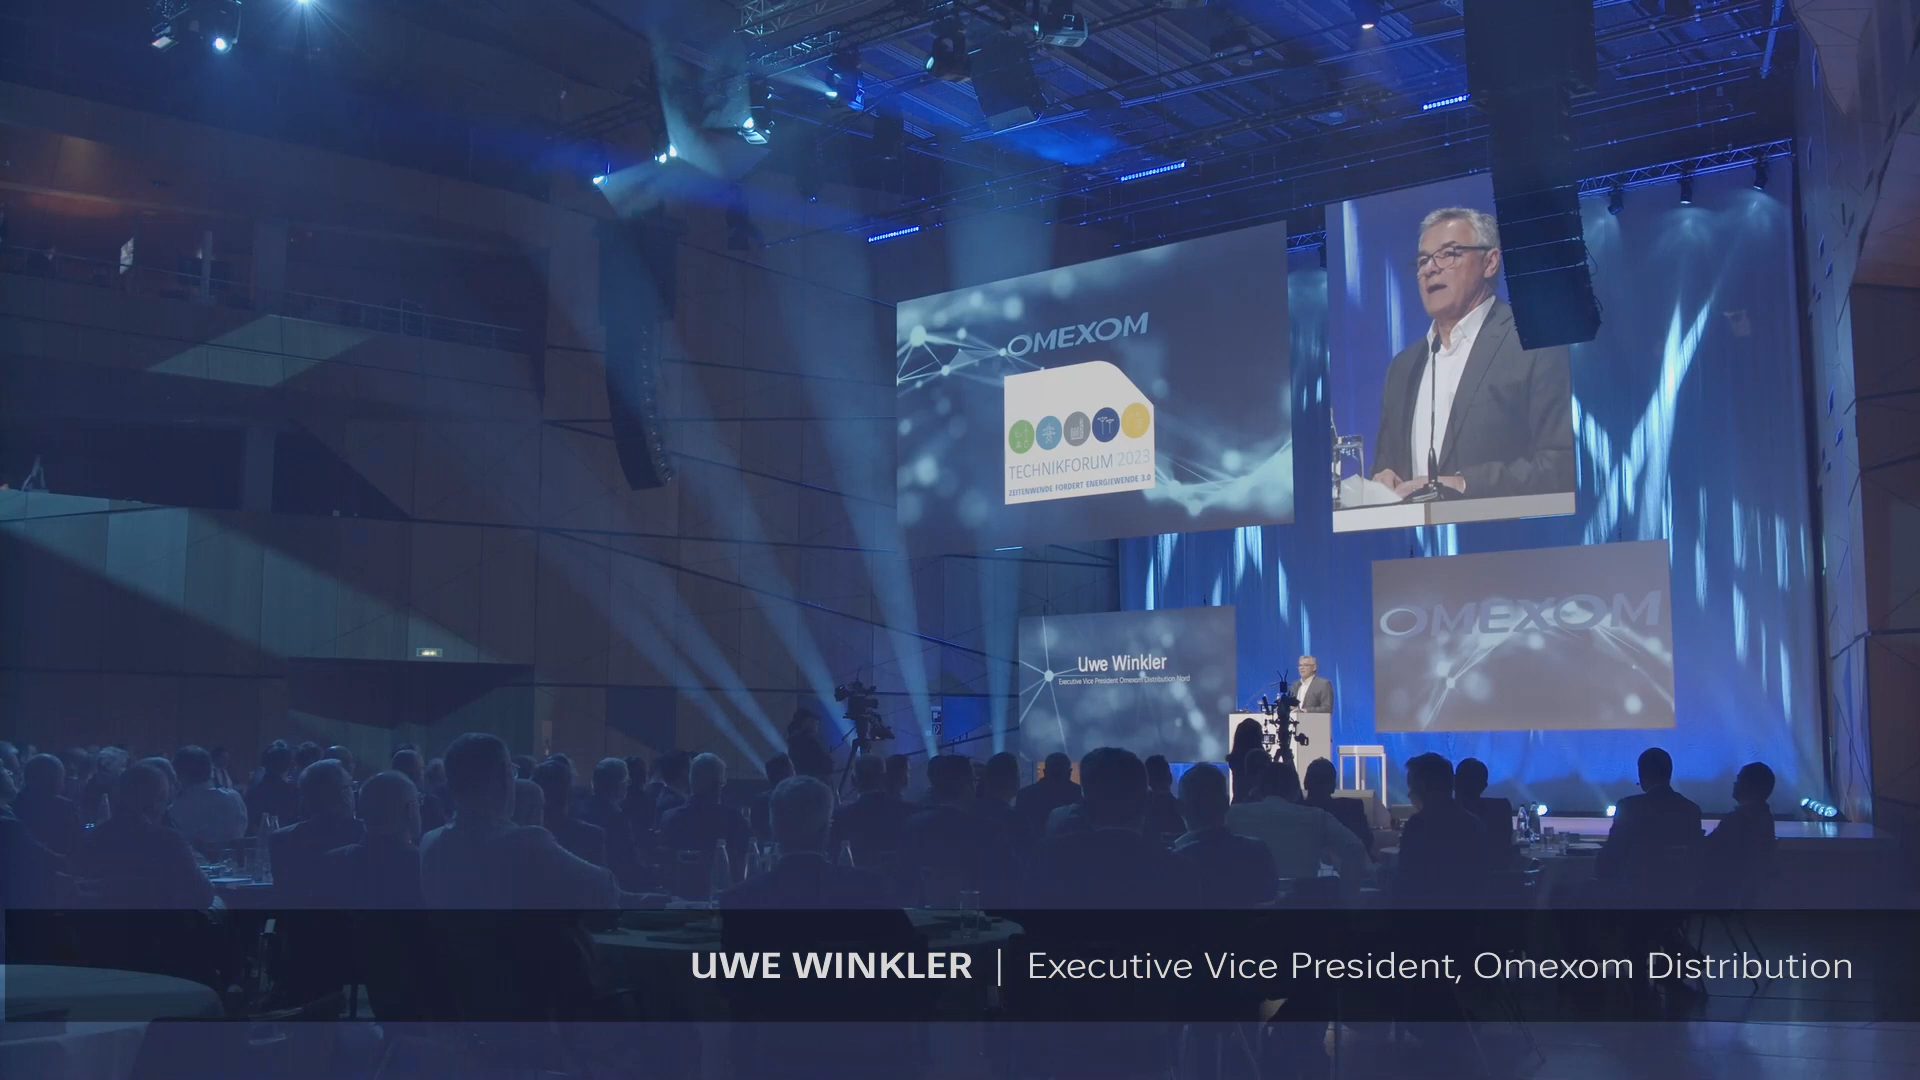 OMEXOM
TECHNIKFORUM 2023
ZEITENWENDE FORDERT ENERGIEWENDE 3.0
OMEXOM
Uwe Winkler
Executive Vice President Omexom Distribution Nord
UWE WINKLER | Executive Vice President, Omexom Distribution